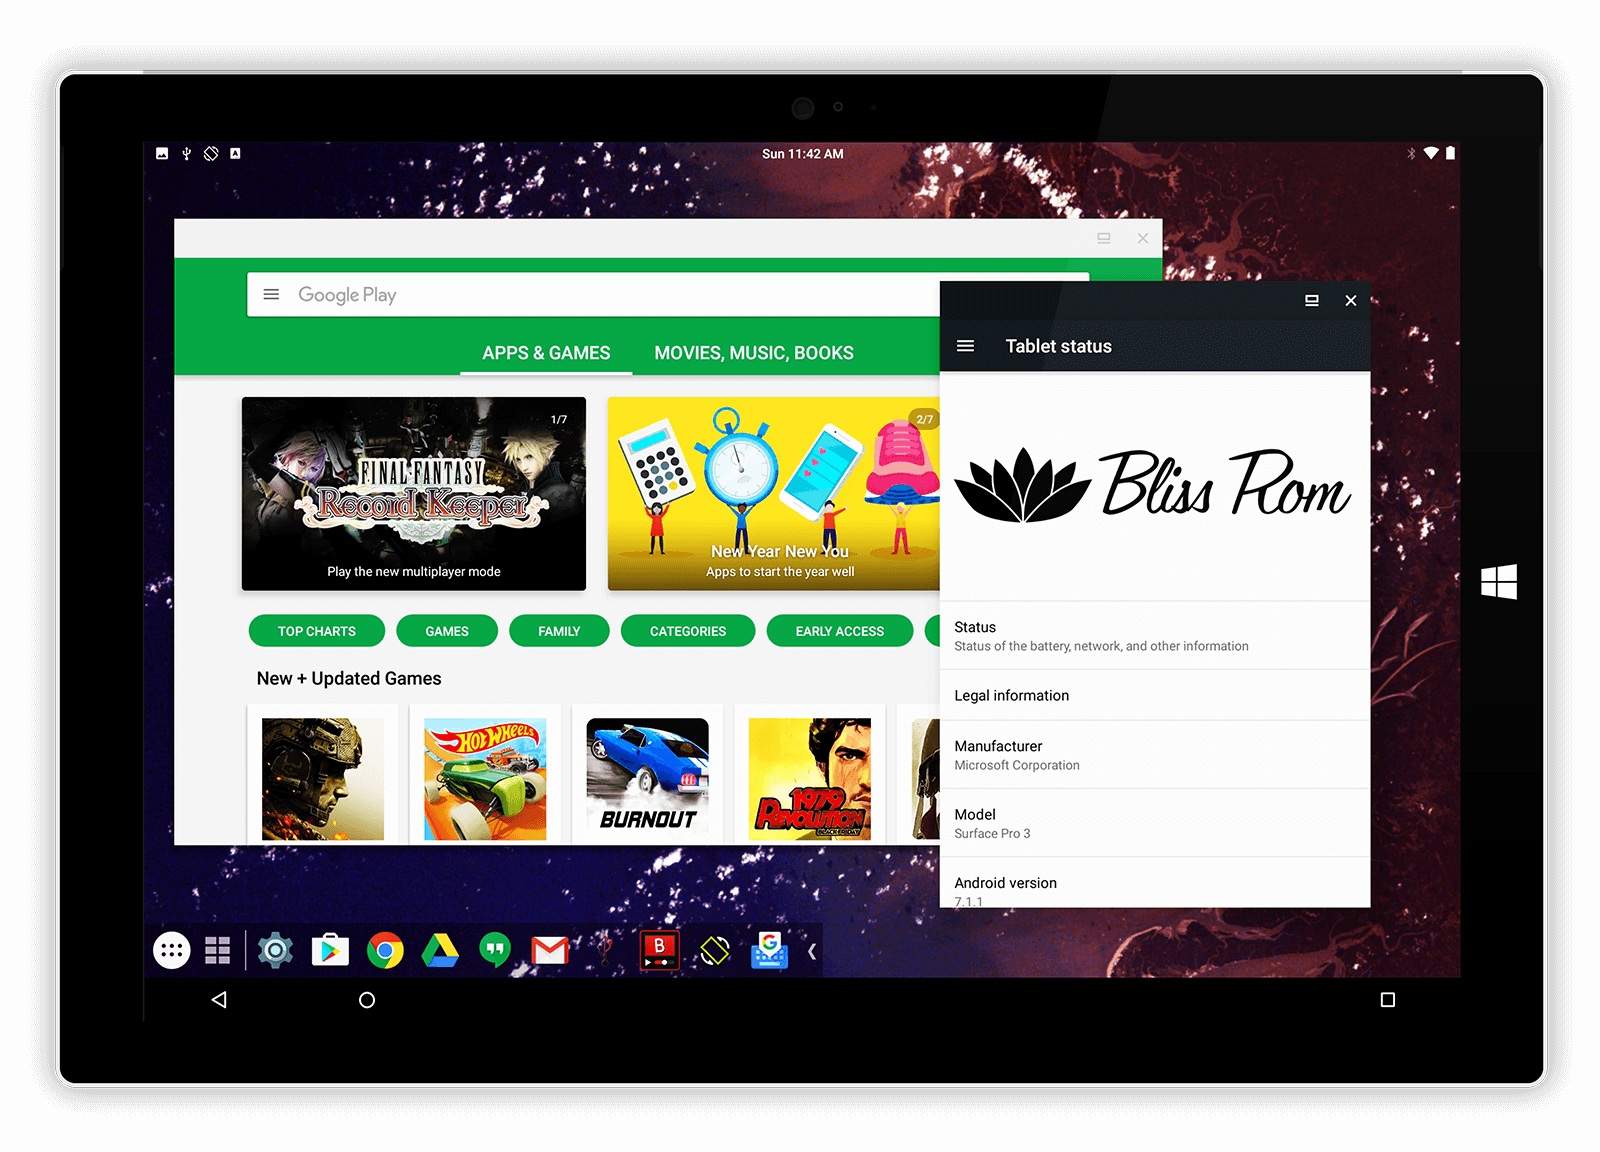 Sun 11:42 AM
Google Play
APPS & GAMES
MOVIES, MUSIC, BOOKS
1/7
FINAL FANTASY
Record Keeper
Play the new multiplayer mode
2/7
New Year New You
Apps to start the year well
TOP CHARTS
GAMES
FAMILY
CATEGORIES
EARLY ACCESS
New + Updated Games
HOT WHEELS
BURNOUT
1979
REVOLUTION
BLACK FRIDAY
Tablet status
Bliss Rom
Status
Status of the battery, network, and other information
Legal information
Manufacturer
Microsoft Corporation
Model
Surface Pro 3
Android version
7.1.1
A
B
G